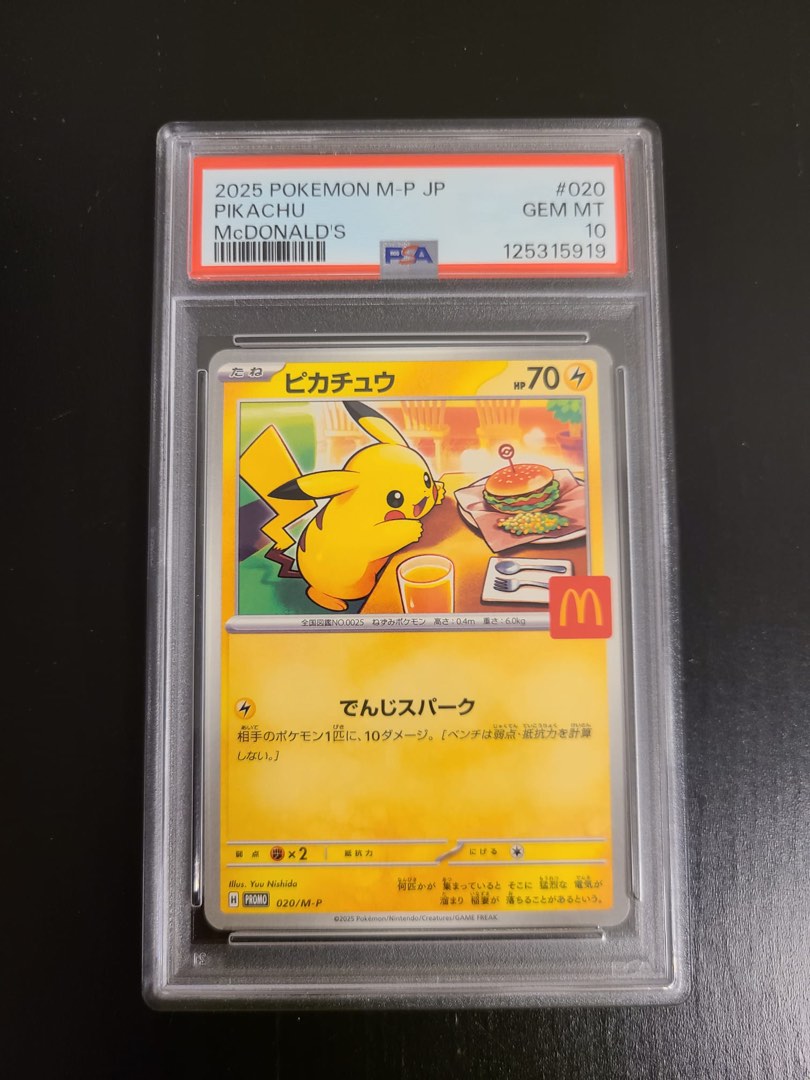 2025 POKEMON M-P JP #020
PIKACHU GEM MT
McDONALD'S 10
PSA 125315919
たね ピカチュウ HP 70
全国図鑑NO.0025 ねずみポケモン 高さ:0.4m 重さ:6.0kg
でんじスパーク
相手のポケモン1匹に、10ダメージ。[ベンチは弱点・抵抗力を計算
しない。]
弱点 ×2 抵抗力 にげる
Illus. Yuu Nishida
何匹かが 集まっていると そこに 猛烈な 電気が
溜まり 稲妻が 落ちることがあるという。
H PROMO 020/M-P
©2025 Pokémon/Nintendo/Creatures/GAME FREAK